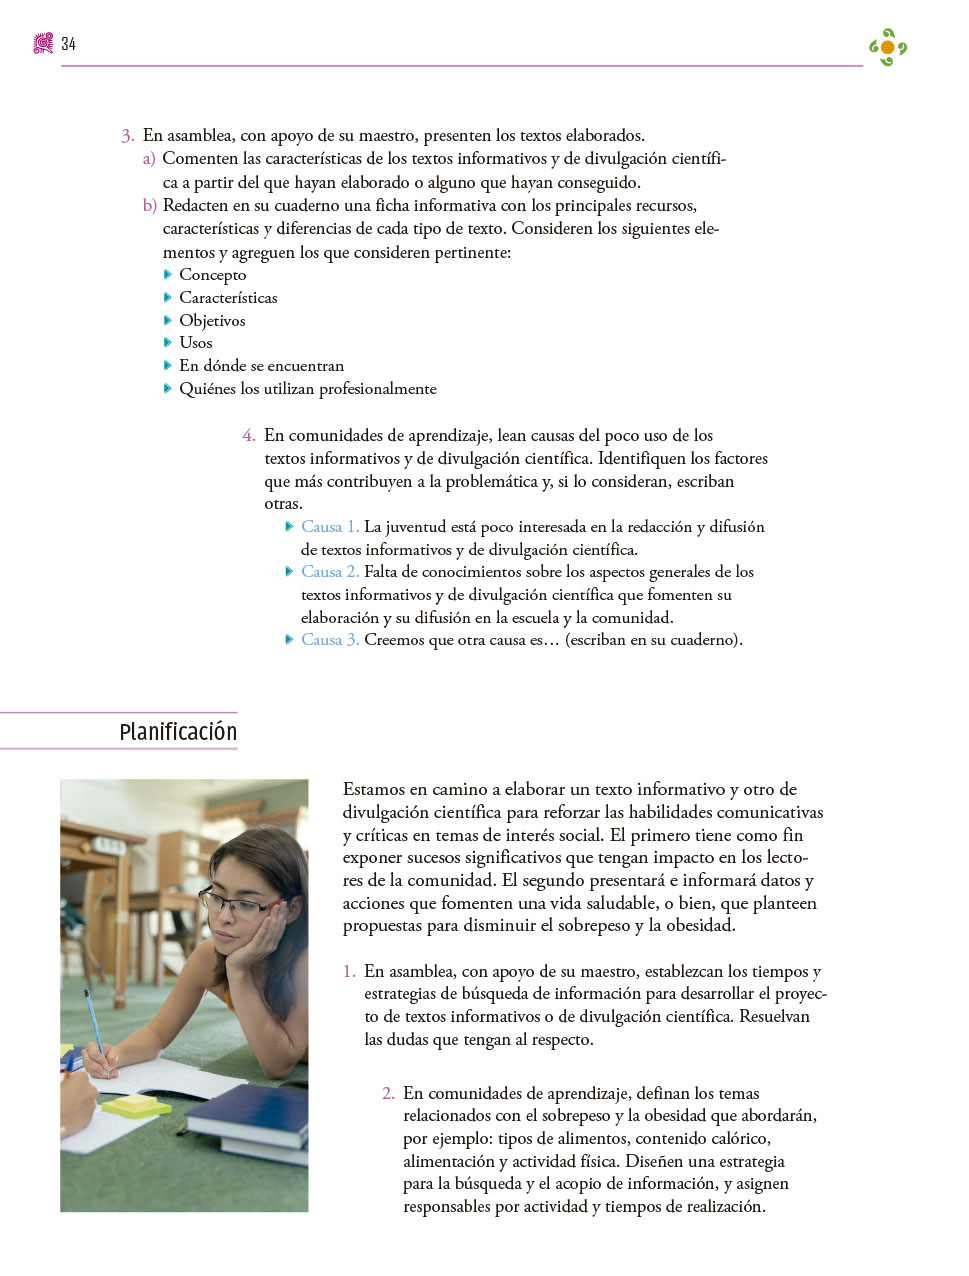 34
3. En asamblea, con apoyo de su maestro, presenten los textos elaborados.
a) Comenten las características de los textos informativos y de divulgación científi-
ca a partir del que hayan elaborado o alguno que hayan conseguido.
b) Redacten en su cuaderno una ficha informativa con los principales recursos,
características y diferencias de cada tipo de texto. Consideren los siguientes ele-
mentos y agreguen los que consideren pertinente:
Concepto
Características
Objetivos
Usos
En dónde se encuentran
Quiénes los utilizan profesionalmente
4. En comunidades de aprendizaje, lean causas del poco uso de los
textos informativos y de divulgación científica. Identifiquen los factores
que más contribuyen a la problemática y, si lo consideran, escriban
otras.
Causa 1. La juventud está poco interesada en la redacción y difusión
de textos informativos y de divulgación científica.
Causa 2. Falta de conocimientos sobre los aspectos generales de los
textos informativos y de divulgación científica que fomenten su
elaboración y su difusión en la escuela y la comunidad.
Causa 3. Creemos que otra causa es… (escriban en su cuaderno).
Planificación
Estamos en camino a elaborar un texto informativo y otro de
divulgación científica para reforzar las habilidades comunicativas
y críticas en temas de interés social. El primero tiene como fin
exponer sucesos significativos que tengan impacto en los lecto-
res de la comunidad. El segundo presentará e informará datos y
acciones que fomenten una vida saludable, o bien, que planteen
propuestas para disminuir el sobrepeso y la obesidad.
1. En asamblea, con apoyo de su maestro, establezcan los tiempos y
estrategias de búsqueda de información para desarrollar el proyec-
to de textos informativos o de divulgación científica. Resuelvan
las dudas que tengan al respecto.
2. En comunidades de aprendizaje, definan los temas
relacionados con el sobrepeso y la obesidad que abordarán,
por ejemplo: tipos de alimentos, contenido calórico,
alimentación y actividad física. Diseñen una estrategia
para la búsqueda y el acopio de información, y asignen
responsables por actividad y tiempos de realización.